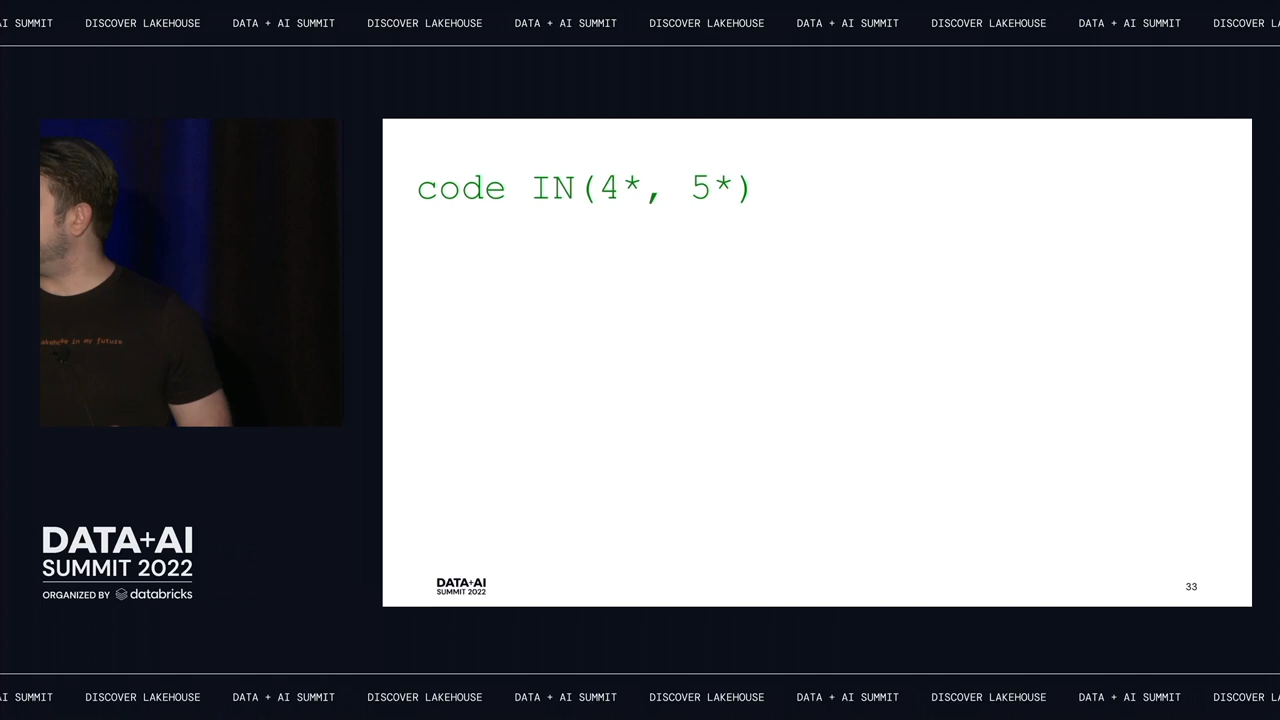 AI SUMMIT DISCOVER LAKEHOUSE DATA + AI SUMMIT DISCOVER LAKEHOUSE DATA + AI SUMMIT DISCOVER LAKEHOUSE DATA + AI SUMMIT DISCOVER LAKEHOUSE DATA + AI SUMMIT DISCOVER
code IN(4*, 5*)
in my future
DATA+AI
SUMMIT 2022
ORGANIZED BY databricks
DATA+AI
SUMMIT 2022
33
AI SUMMIT DISCOVER LAKEHOUSE DATA + AI SUMMIT DISCOVER LAKEHOUSE DATA + AI SUMMIT DISCOVER LAKEHOUSE DATA + AI SUMMIT DISCOVER LAKEHOUSE DATA + AI SUMMIT DISCOVER